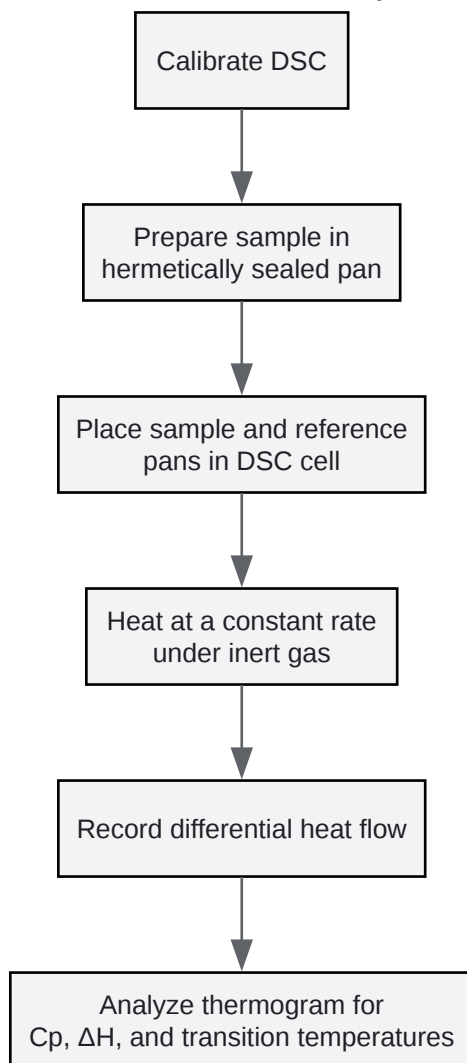 Calibrate DSC
Prepare sample in
hermetically sealed pan
Place sample and reference
pans in DSC cell
Heat at a constant rate
under inert gas
Record differential heat flow
Analyze thermogram for
Cp, ΔH, and transition temperatures